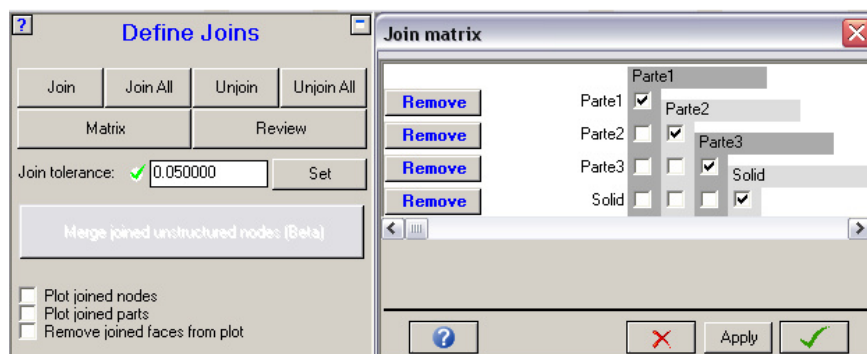 ?
Define Joins
Join
Join All
Unjoin
Unjoin All
Matrix
Review
Join tolerance:
0.050000
Set
Merge joined unstructured nodes (Beta)
Plot joined nodes
Plot joined parts
Remove joined faces from plot
Join matrix
Parte1
Remove
Parte1
Parte2
Remove
Parte2
Parte3
Remove
Parte3
Solid
Remove
Solid
?
Apply